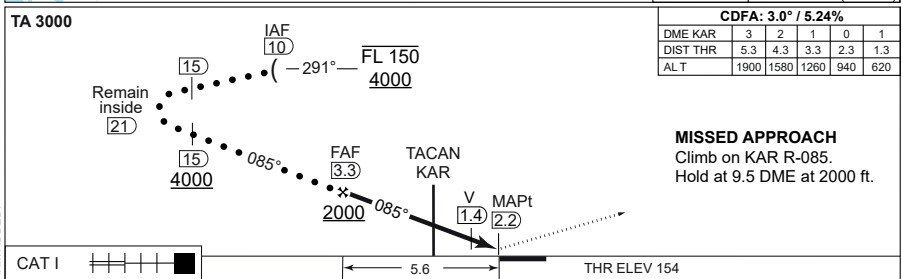 TA 3000
CDFA: 3.0° / 5.24%
DME KAR 3 2 1 0 1
DIST THR 5.3 4.3 3.3 2.3 1.3
ALT 1900 1580 1260 940 620
IAF
10
291°
FL 150
4000
15
Remain
inside
21
15
4000
085°
FAF
3.3
2000
085°
TACAN
KAR
V
1.4
MAPt
2.2
MISSED APPROACH
Climb on KAR R-085.
Hold at 9.5 DME at 2000 ft.
CAT I
5.6
THR ELEV 154